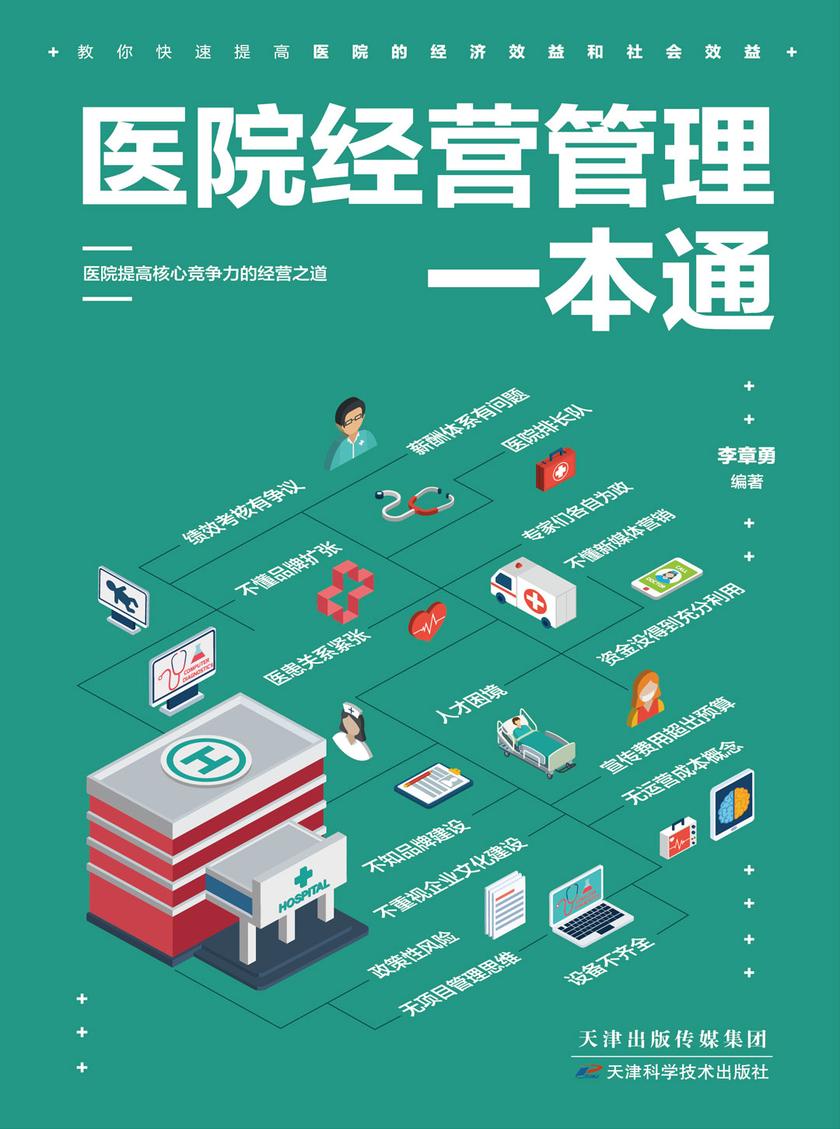 教你快速提高医院的经济效益和社会效益
医院经营管理
一本通
医院提高核心竞争力的经营之道
李章勇
编著
薪酬体系有问题
医院排长队
绩效考核有争议
专家们各自为政
不懂新媒体营销
不懂品牌扩张
CALL
DOCTOR
资金没得到充分利用
医患关系紧张
COMPUTER
DIAGNOSTICS
人才困境
宣传费用超出预算
无运营成本概念
H
HOSPITAL
不知品牌建设
不重视企业文化建设
政策性风险
无项目管理思维
设备不齐全
天津出版传媒集团
天津科学技术出版社